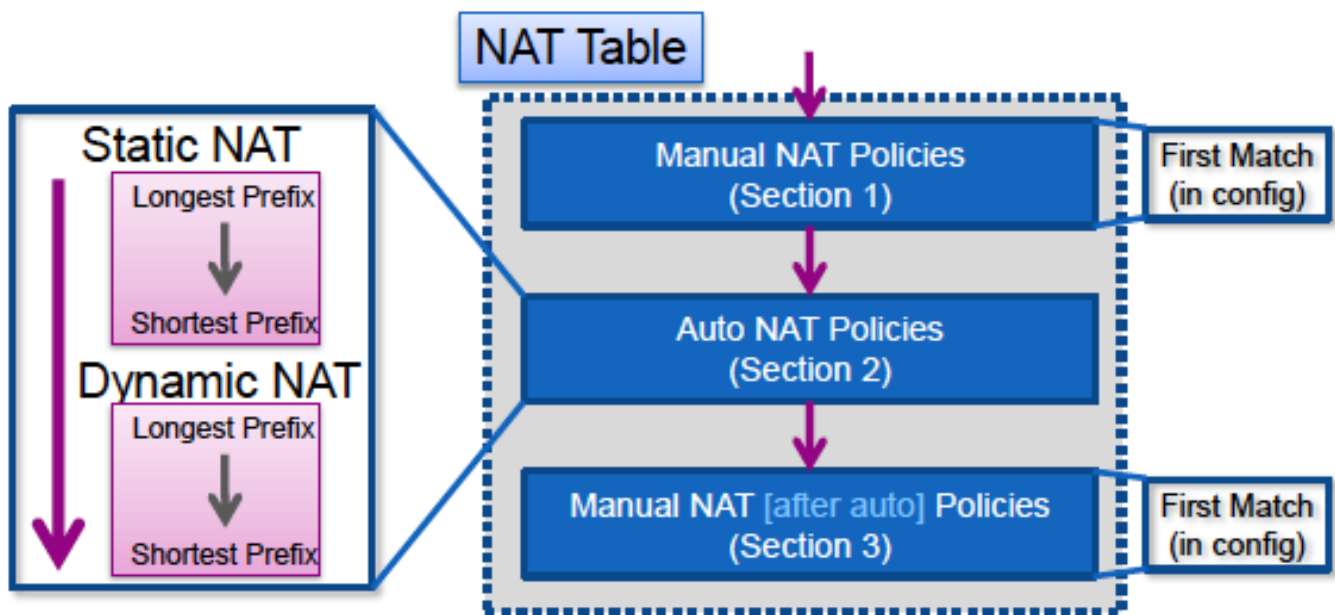 NAT Table
Static NAT
Longest Prefix
Shortest Prefix
Dynamic NAT
Longest Prefix
Shortest Prefix
Manual NAT Policies
(Section 1)
First Match
(in config)
Auto NAT Policies
(Section 2)
Manual NAT [after auto] Policies
(Section 3)
First Match
(in config)